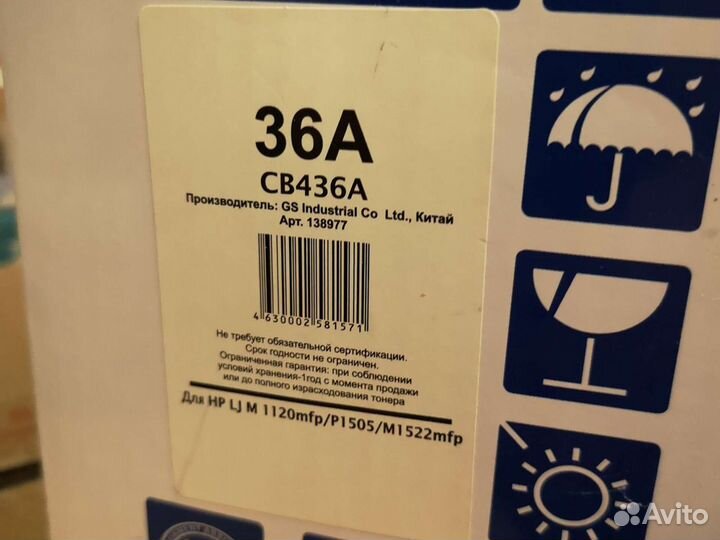 36A
CB436A
Производитель: GS Industrial Co Ltd., Китай
Арт. 138977
4 630002 581571
Не требует обязательной сертификации.
Срок годности не ограничен.
Ограниченная гарантия: при соблюдении
условий хранения-1год с момента продажи
или до полного израсходования тонера
Для HP LJ M 1120mfp/P1505/M1522mfp
Avito